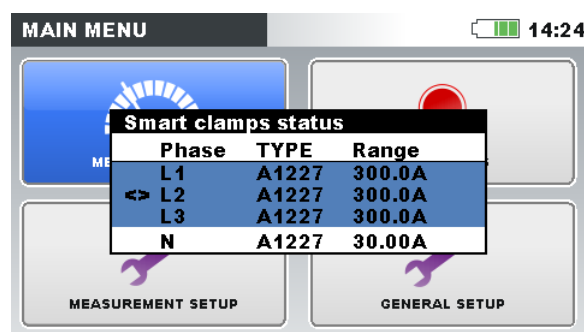 MAIN MENU 14:24
Smart clamps status
Phase TYPE Range
L1 A1227 300.0A
<> L2 A1227 300.0A
L3 A1227 300.0A
N A1227 30.00A
MEASUREMENT SETUP GENERAL SETUP